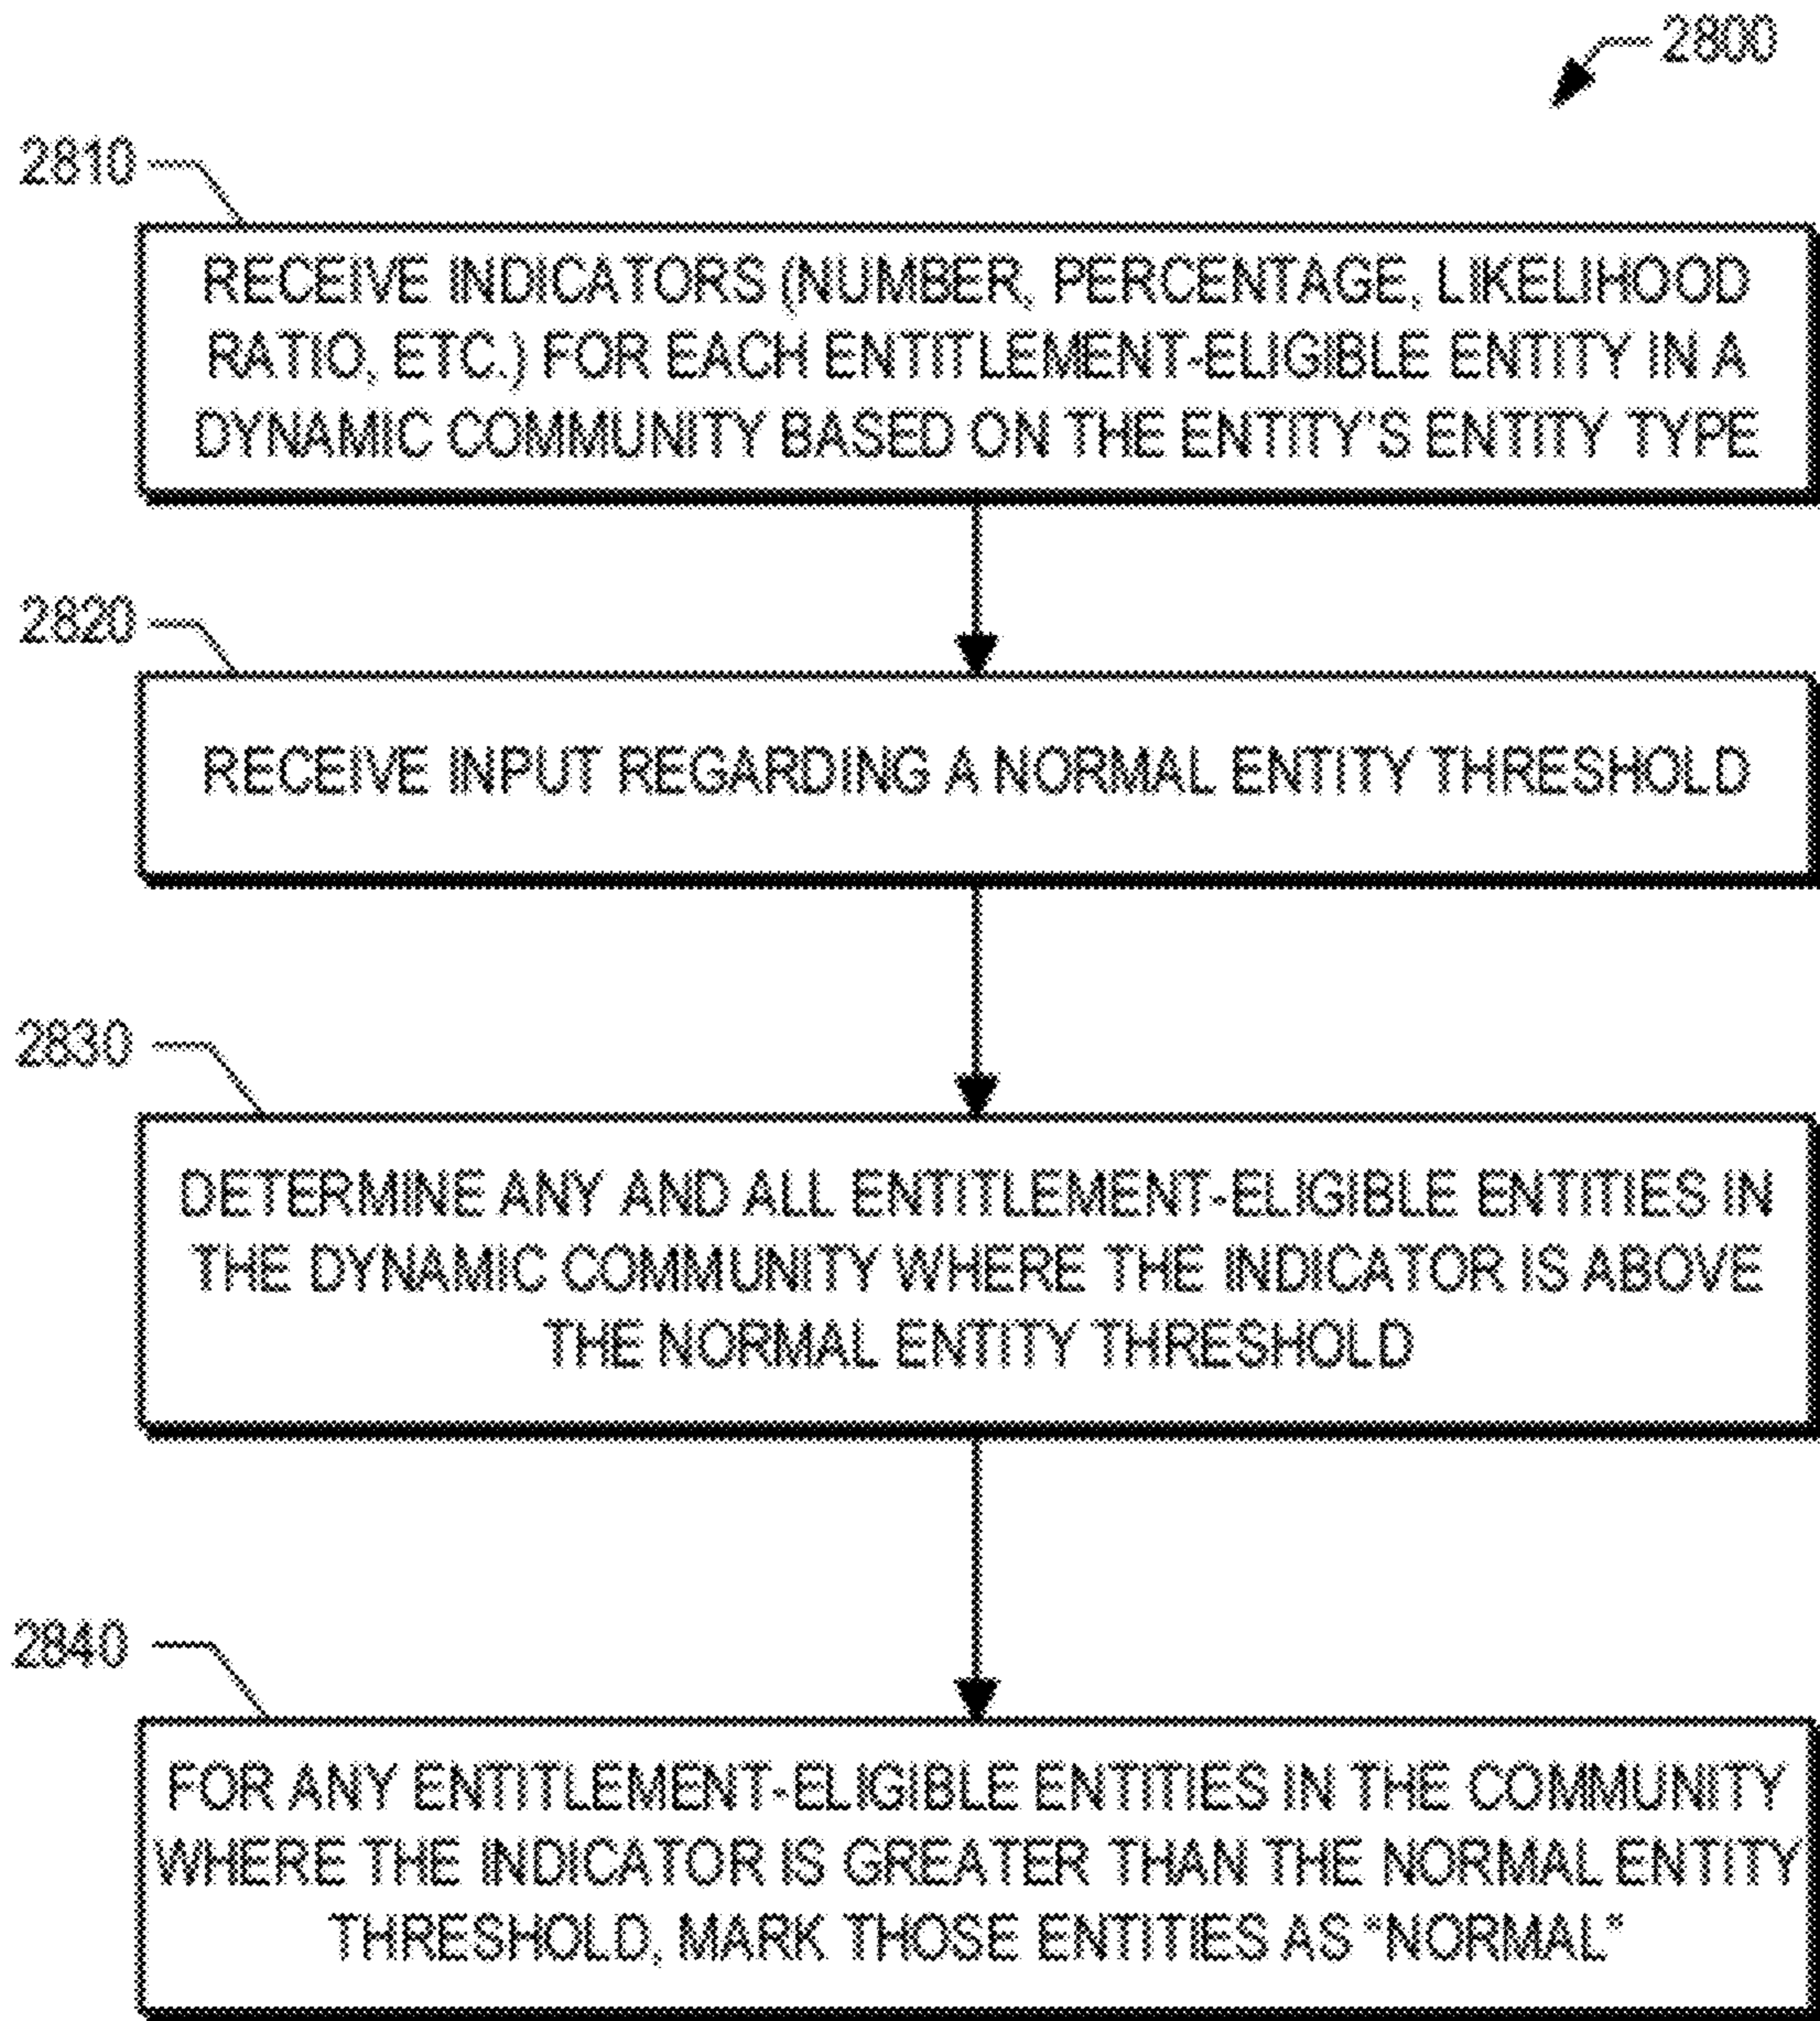 2800
2810
RECEIVE INDICATORS (NUMBER, PERCENTAGE, LIKELIHOOD
RATIO, ETC.) FOR EACH ENTITLEMENT-ELIGIBLE ENTITY IN A
DYNAMIC COMMUNITY BASED ON THE ENTITY'S ENTITY TYPE
2820
RECEIVE INPUT REGARDING A NORMAL ENTITY THRESHOLD
2830
DETERMINE ANY AND ALL ENTITLEMENT-ELIGIBLE ENTITIES IN
THE DYNAMIC COMMUNITY WHERE THE INDICATOR IS ABOVE
THE NORMAL ENTITY THRESHOLD
2840
FOR ANY ENTITLEMENT-ELIGIBLE ENTITIES IN THE COMMUNITY
WHERE THE INDICATOR IS GREATER THAN THE NORMAL ENTITY
THRESHOLD, MARK THOSE ENTITIES AS "NORMAL"